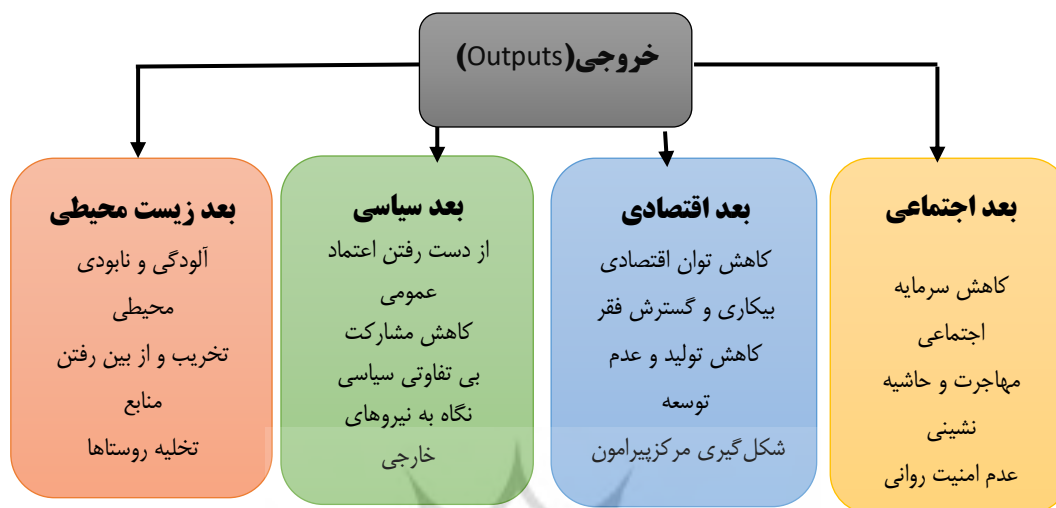 خروجی(Outputs)
بعد اجتماعی
کاهش سرمایه
اجتماعی
مهاجرت و حاشیه
نشینی
عدم امنیت روانی
بعد اقتصادی
کاهش توان اقتصادی
بیکاری و گسترش فقر
کاهش تولید و عدم
توسعه
شکل‌گیری مرکزپیرامون
بعد سیاسی
از دست رفتن اعتماد
عمومی
کاهش مشارکت
بی تفاوتی سیاسی
نگاه به نیروهای
خارجی
بعد زیست محیطی
آلودگی و نابودی
محیطی
تخریب و از بین رفتن
منابع
تخلیه روستاها